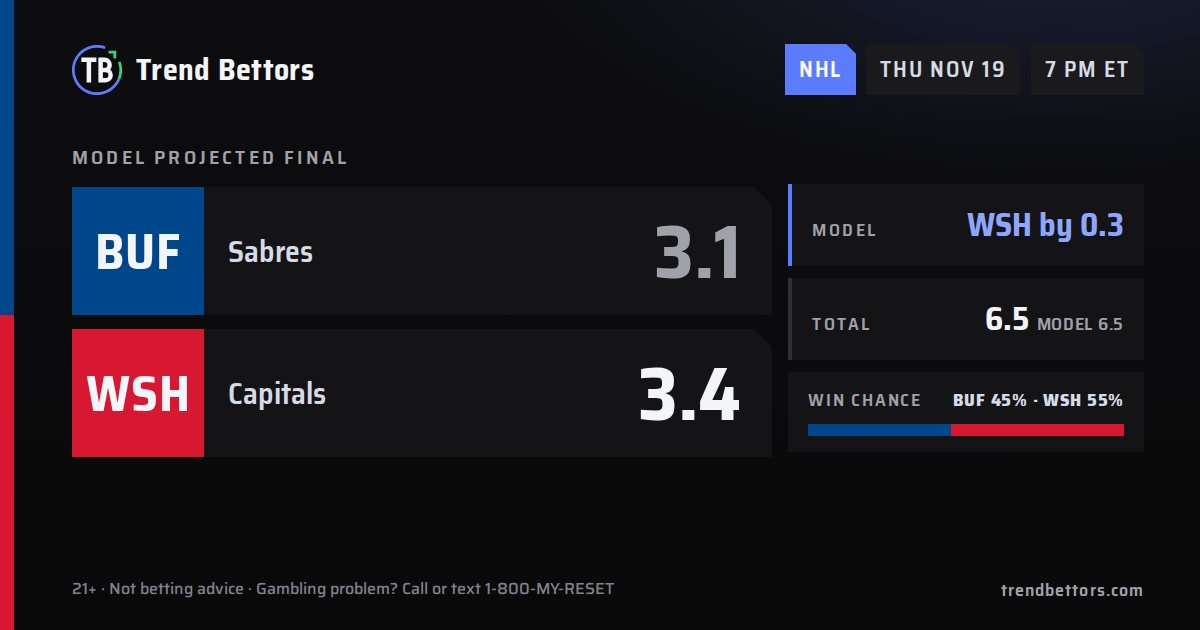 TB Trend Bettors
NHL THU NOV 19 7 PM ET
MODEL PROJECTED FINAL
BUF Sabres 3.1
WSH Capitals 3.4
MODEL WSH by 0.3
TOTAL 6.5 MODEL 6.5
WIN CHANCE BUF 45% · WSH 55%
21+ · Not betting advice · Gambling problem? Call or text 1-800-MY-RESET
trendbettors.com